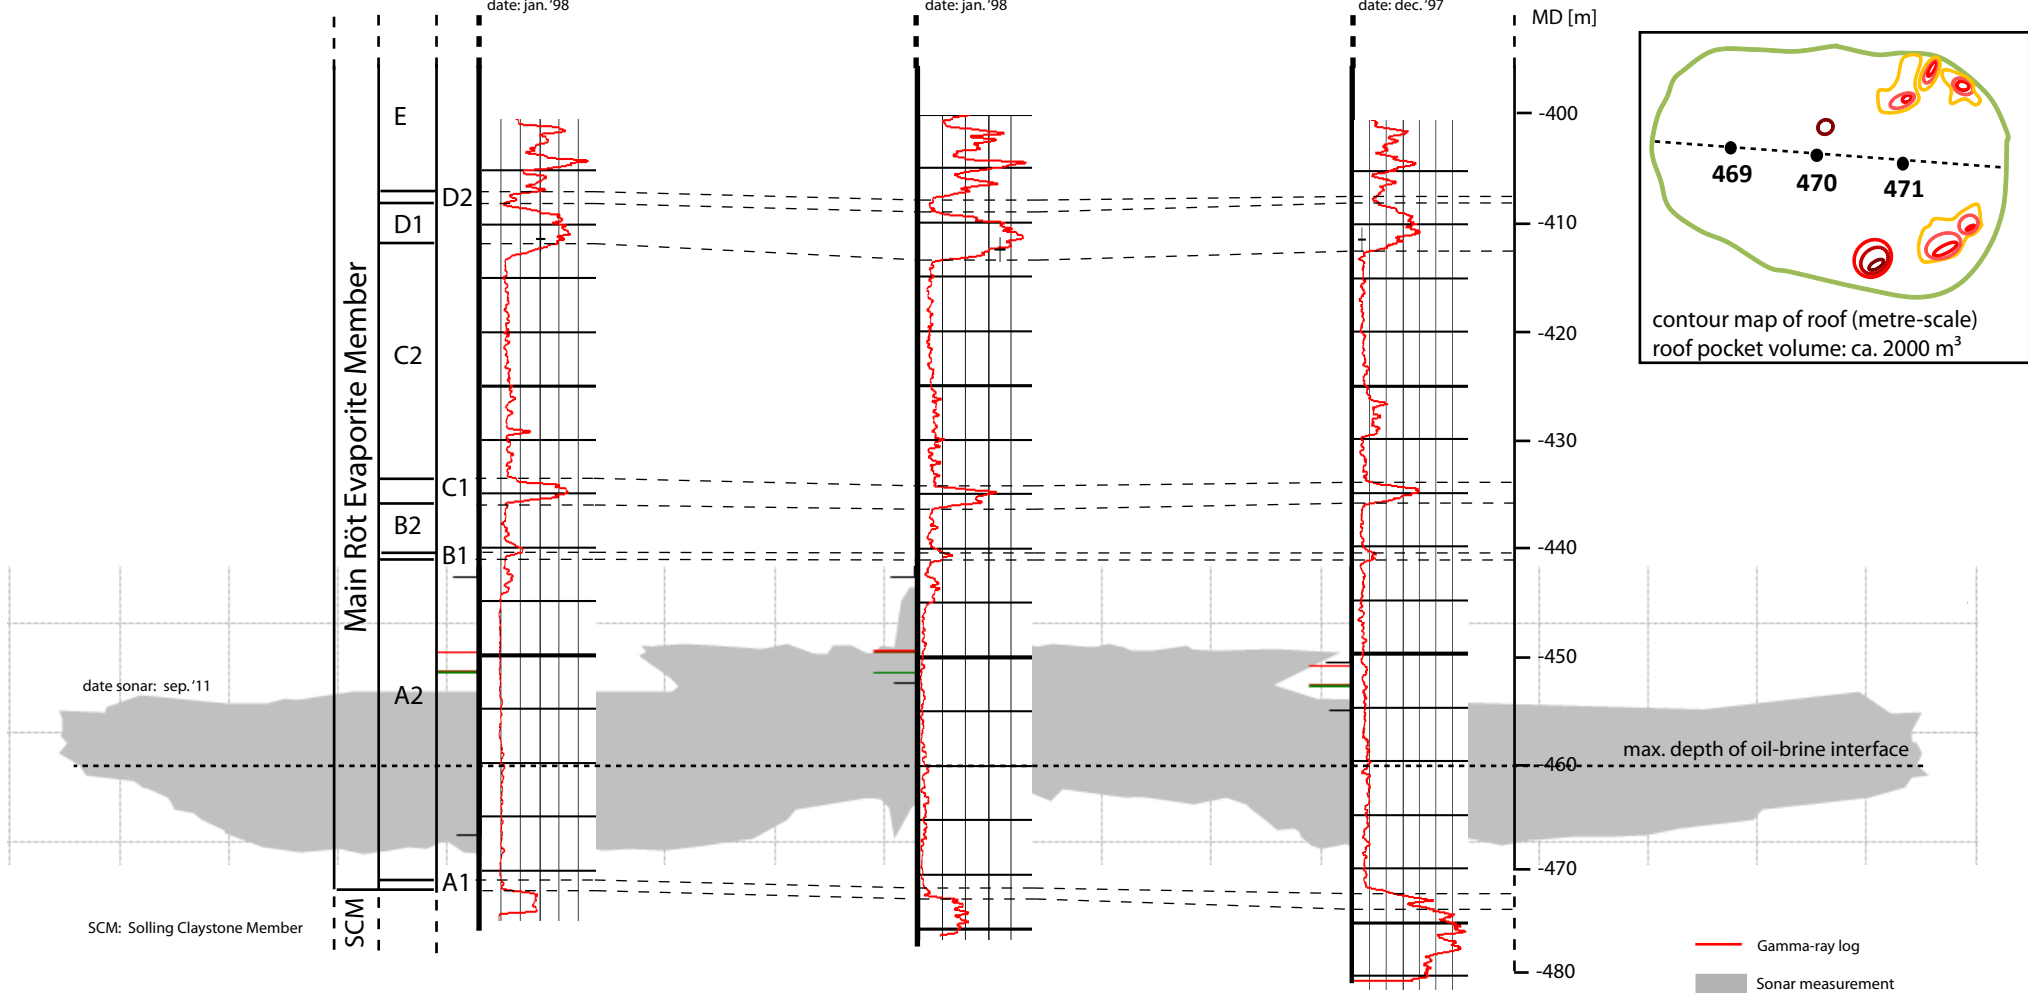 date: jan. '98
date: jan. '98
date: dec. '97
MD [m]
E
D2
D1
C2
C1
B2
B1
A2
A1
Main Röt Evaporite Member
SCM
date sonar: sep. '11
SCM: Solling Claystone Member
-400
-410
-420
-430
-440
-450
-460
-470
-480
max. depth of oil-brine interface
469
470
471
contour map of roof (metre-scale)
roof pocket volume: ca. 2000 m³
Gamma-ray log
Sonar measurement